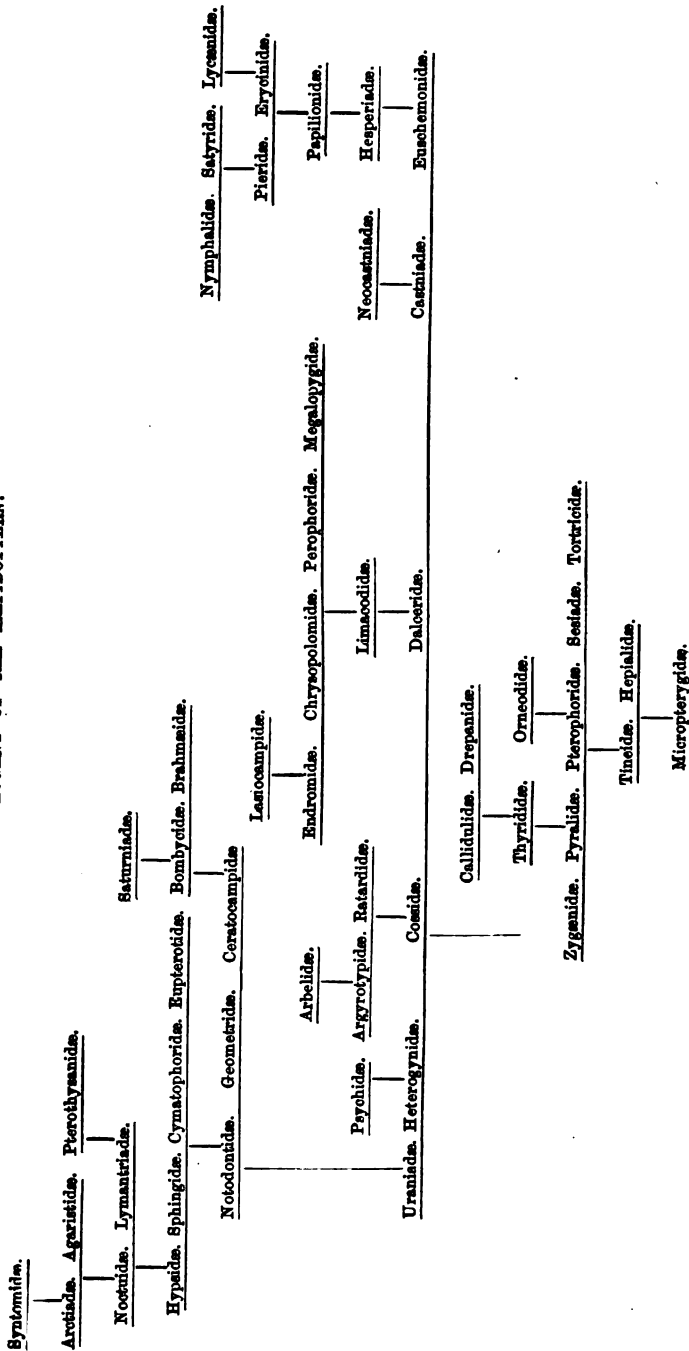 Syntomidæ.
Arctiadæ. Agaristidæ. Pterothysanidæ.
Noctuidæ. Lymantriadæ. Saturniadæ.
Hypsidæ. Sphingidæ. Cymatophoridæ. Eupterotidæ. Bombycidæ. Brahmæidæ.
Nymphalidæ. Satyridæ. Lycænidæ.
Notodontidæ. Geometridæ. Ceratocampidæ
Lasiocampidæ. Pieridæ. Erycinidæ.
Arbelidæ. Endromidæ. Chrysopolomidæ. Perophoridæ. Megalopygidæ. Papilionidæ.
Psychidæ. Argyrotypidæ. Ratardidæ. Limacodidæ. Neocastniadæ. Hesperiadæ.
Uraniadæ. Heterogynidæ. Cossidæ. Dalceridæ. Castniadæ. Euschemonidæ.
Callidulidæ. Drepanidæ.
Thyrididæ. Orneodidæ.
Zygænidæ. Pyralidæ. Pterophoridæ. Sesiadæ. Tortricidæ.
Tineidæ. Hepialidæ.
Micropterygidæ.